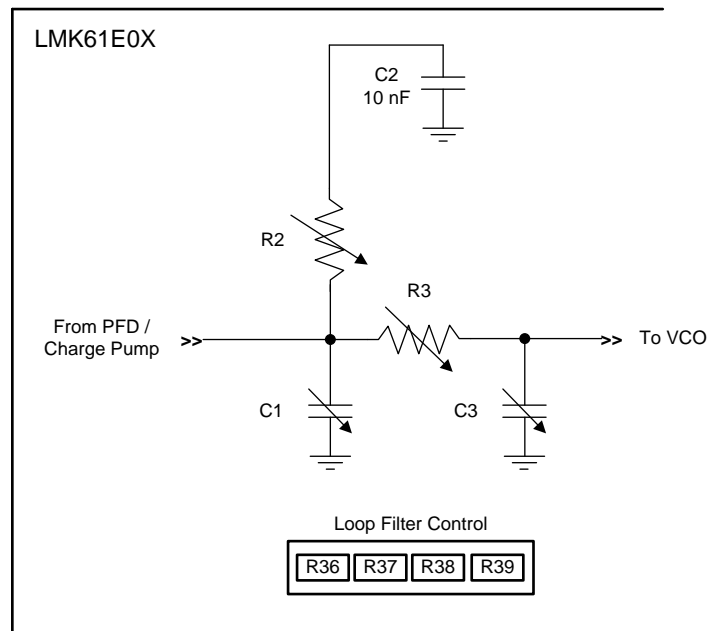 LMK61E0X
C2
10 nF
R2
R3
From PFD /
Charge Pump
>>
>>
To VCO
C1
C3
Loop Filter Control
R36 R37 R38 R39